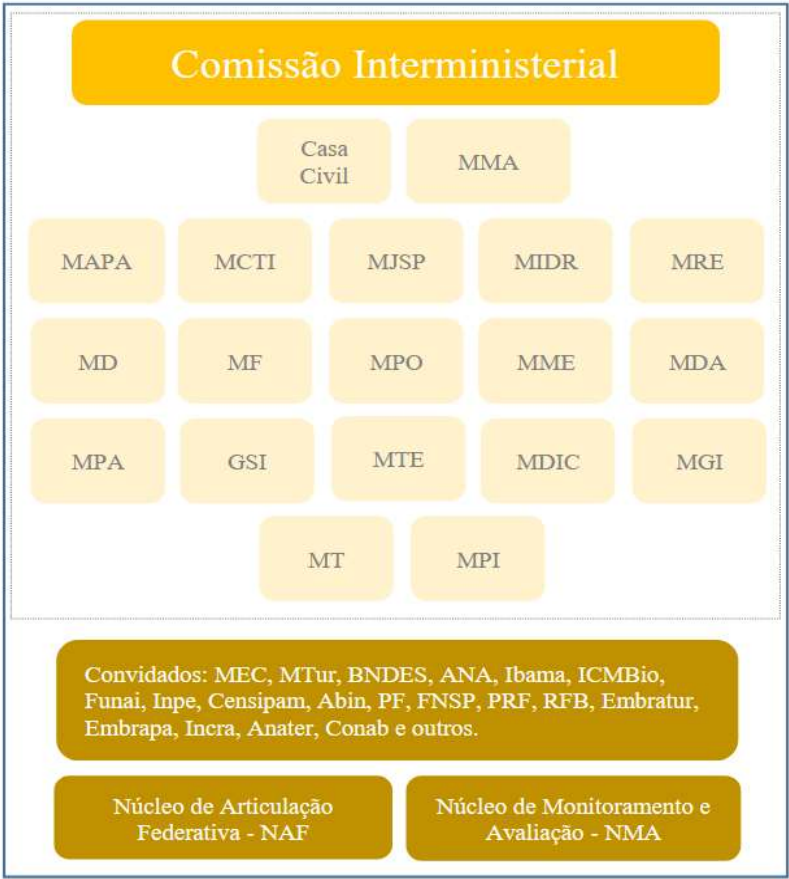 Comissão Interministerial
Casa
Civil
MMA
MAPA
MCTI
MJSP
MIDR
MRE
MD
MF
MPO
MME
MDA
MPA
GSI
MTE
MDIC
MGI
MT
MPI
Convidados: MEC, MTur, BNDES, ANA, Ibama, ICMBio,
Funai, Inpe, Censipam, Abin, PF, FNSP, PRF, RFB, Embratur,
Embrapa, Incra, Anater, Conab e outros.
Núcleo de Articulação
Federativa - NAF
Núcleo de Monitoramento e
Avaliação - NMA